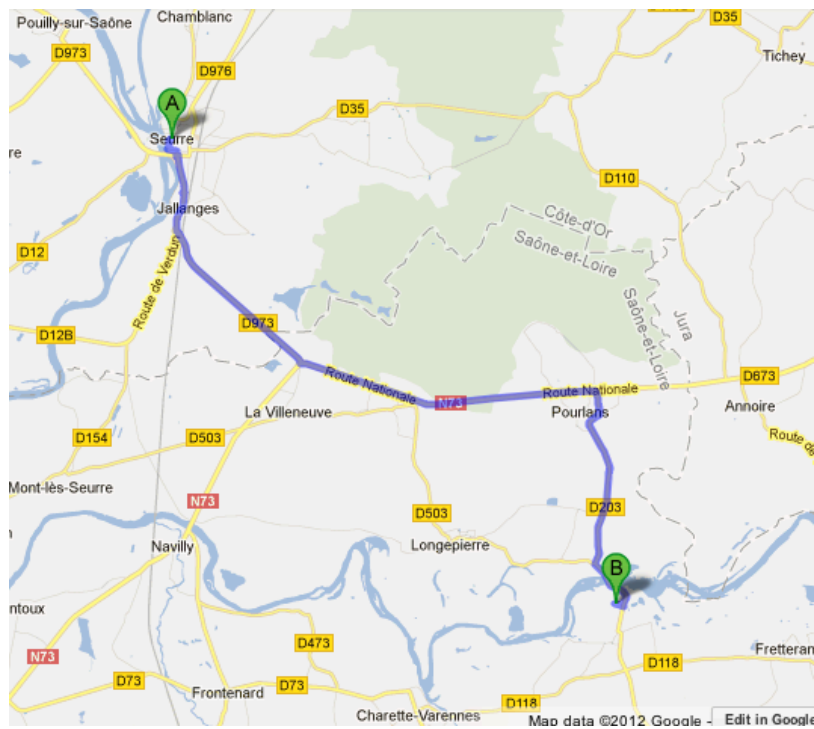 Chamblanc
D35
Pouilly-sur-Saône
D973
Tichey
D976
A
D35
Seurre
re
D110
Jallanges
Côte-d'Or
Saône-et-Loire
D12
Route de Verdun
Saône-et-Loire
Jura
D973
D12B
Route Nationale
D673
Route Nationale
N73
La Villeneuve
Pourlans
Annoire
D154
D503
Route de
Mont-lès-Seurre
N73
D503
D203
Navilly
Longepierre
B
ntoux
D473
Fretteran
N73
D118
D73
D73
Frontenard
D118
Charette-Varennes
Map data ©2012 Google -
Edit in Google